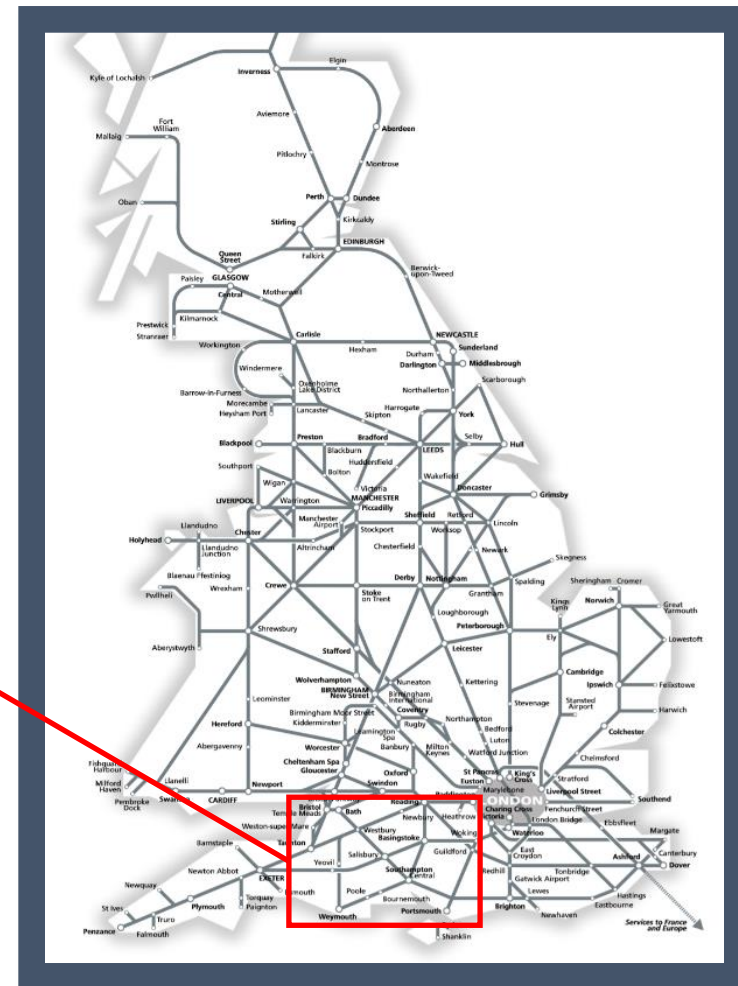 Elgin
Kyle of Lochalsh
Inverness
Aviemore
Fort
William
Mallaig
Aberdeen
Pitlochry
Montrose
Oban
Perth
Dundee
Stirling
Kirkcaldy
EDINBURGH
Queen
Street
Falkirk
GLASGOW
Central
Paisley
Motherwell
Berwick-
upon-Tweed
Prestwick
Kilmarnock
Stranraer
Carlisle
NEWCASTLE
Workington
Hexham
Sunderland
Durham
Darlington
Middlesbrough
Windermere
Oxenholme
Lake District
Northallerton
Scarborough
Barrow-in-Furness
Morecambe
Heysham Port
Lancaster
Harrogate
Skipton
York
Blackpool
Preston
Bradford
Selby
Hull
Blackburn
LEEDS
Southport
Huddersfield
Bolton
Wakefield
Wigan
Victoria
MANCHESTER
Piccadilly
Doncaster
Grimsby
LIVERPOOL
Warrington
Manchester
Airport
Sheffield
Retford
Lincoln
Llandudno
Stockport
Worksop
Holyhead
Chester
Altrincham
Chesterfield
Newark
Llandudno
Junction
Skegness
Blaenau Ffestiniog
Wrexham
Crewe
Stoke
on Trent
Derby
Nottingham
Grantham
Spalding
Sheringham
Cromer
Pwllheli
Kings
Lynn
Norwich
Great
Yarmouth
Loughborough
Peterborough
Shrewsbury
Ely
Lowestoft
Aberystwyth
Stafford
Leicester
Wolverhampton
BIRMINGHAM
New Street
Nuneaton
Kettering
Cambridge
Ipswich
Felixstowe
Birmingham
International
Leominster
Birmingham Moor Street
Coventry
Stevenage
Stansted
Airport
Harwich
Kidderminster
Rugby
Northampton
Hereford
Leamington
Spa
Bedford
Colchester
Abergavenny
Worcester
Banbury
Milton
Keynes
Luton
Watford Junction
Chelmsford
Cheltenham Spa
Gloucester
Oxford
St Pancras
King's
Cross
Stratford
Fishguard
Harbour
Llanelli
Swindon
Euston
Liverpool Street
Milford
Haven
Swansea
CARDIFF
Newport
Marylebone
Southend
Pembroke
Dock
Paddington
LONDON
Fenchurch Street
Bristol
Temple Meads
Bath
Reading
Charing Cross
London Bridge
Ebbsfleet
Weston-super-Mare
Newbury
Heathrow
Victoria
Waterloo
Margate
Westbury
Basingstoke
Woking
Barnstaple
Taunton
Guildford
East
Croydon
Canterbury
Salisbury
Ashford
Yeovil
Redhill
Tonbridge
Dover
Newton Abbot
EXETER
Southampton
Central
Gatwick Airport
Newquay
Exmouth
Poole
Bournemouth
Lewes
Hastings
Plymouth
Torquay
Paignton
Eastbourne
St Ives
Weymouth
Portsmouth
Brighton
Newhaven
Truro
Penzance
Falmouth
Shanklin
Services to France
and Europe